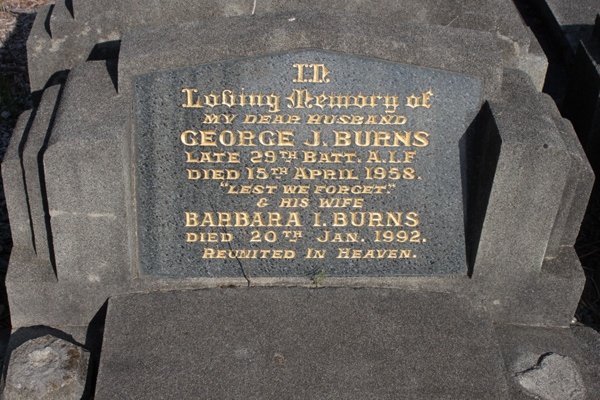 In
Loving Memory of
MY DEAR HUSBAND
GEORGE J. BURNS
LATE 29TH BATT. A.I.F
DIED 15TH APRIL 1958.
"LEST WE FORGET."
& HIS WIFE
BARBARA I. BURNS
DIED 20TH JAN. 1992.
REUNITED IN HEAVEN.